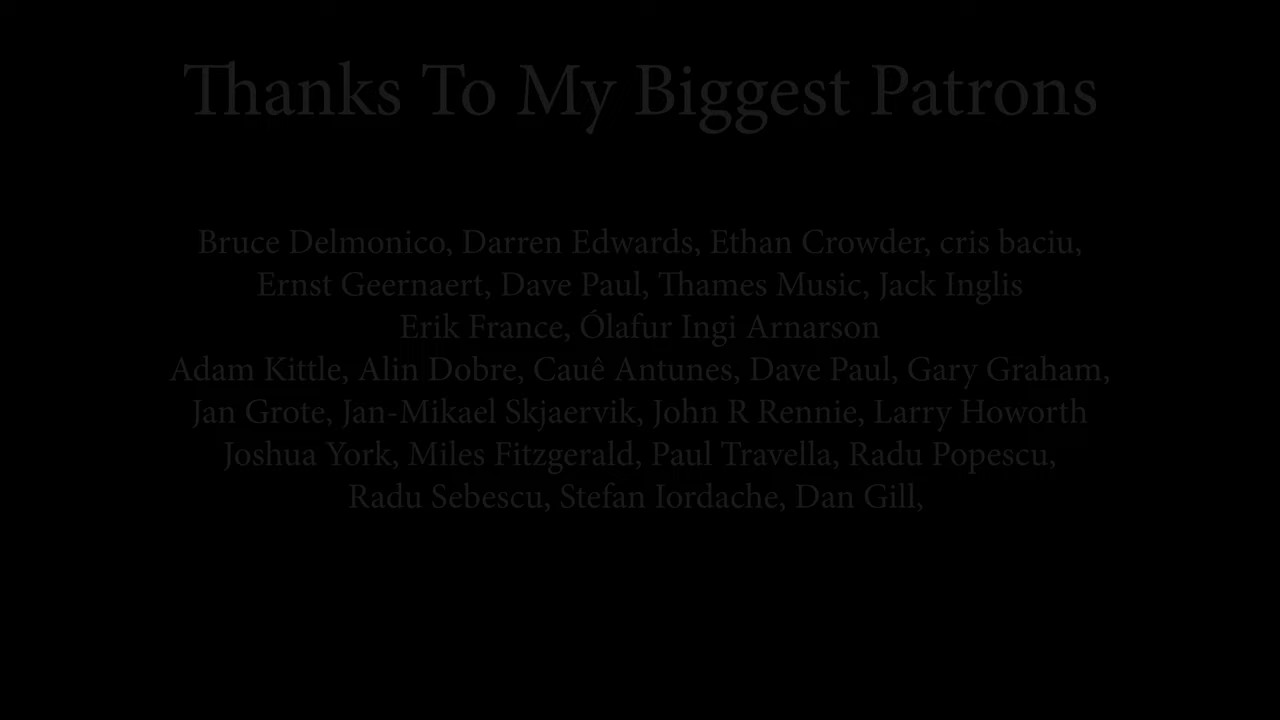 Thanks To My Biggest Patrons
Bruce Delmonico, Darren Edwards, Ethan Crowder, cris baciu,
Ernst Geernaert, Dave Paul, Thames Music, Jack Inglis
Erik France, Ólafur Ingi Arnarson
Adam Kittle, Alin Dobre, Cauê Antunes, Dave Paul, Gary Graham,
Jan Grote, Jan-Mikael Skjaervik, John R Rennie, Larry Howorth
Joshua York, Miles Fitzgerald, Paul Travella, Radu Popescu,
Radu Sebescu, Stefan Iordache, Dan Gill,